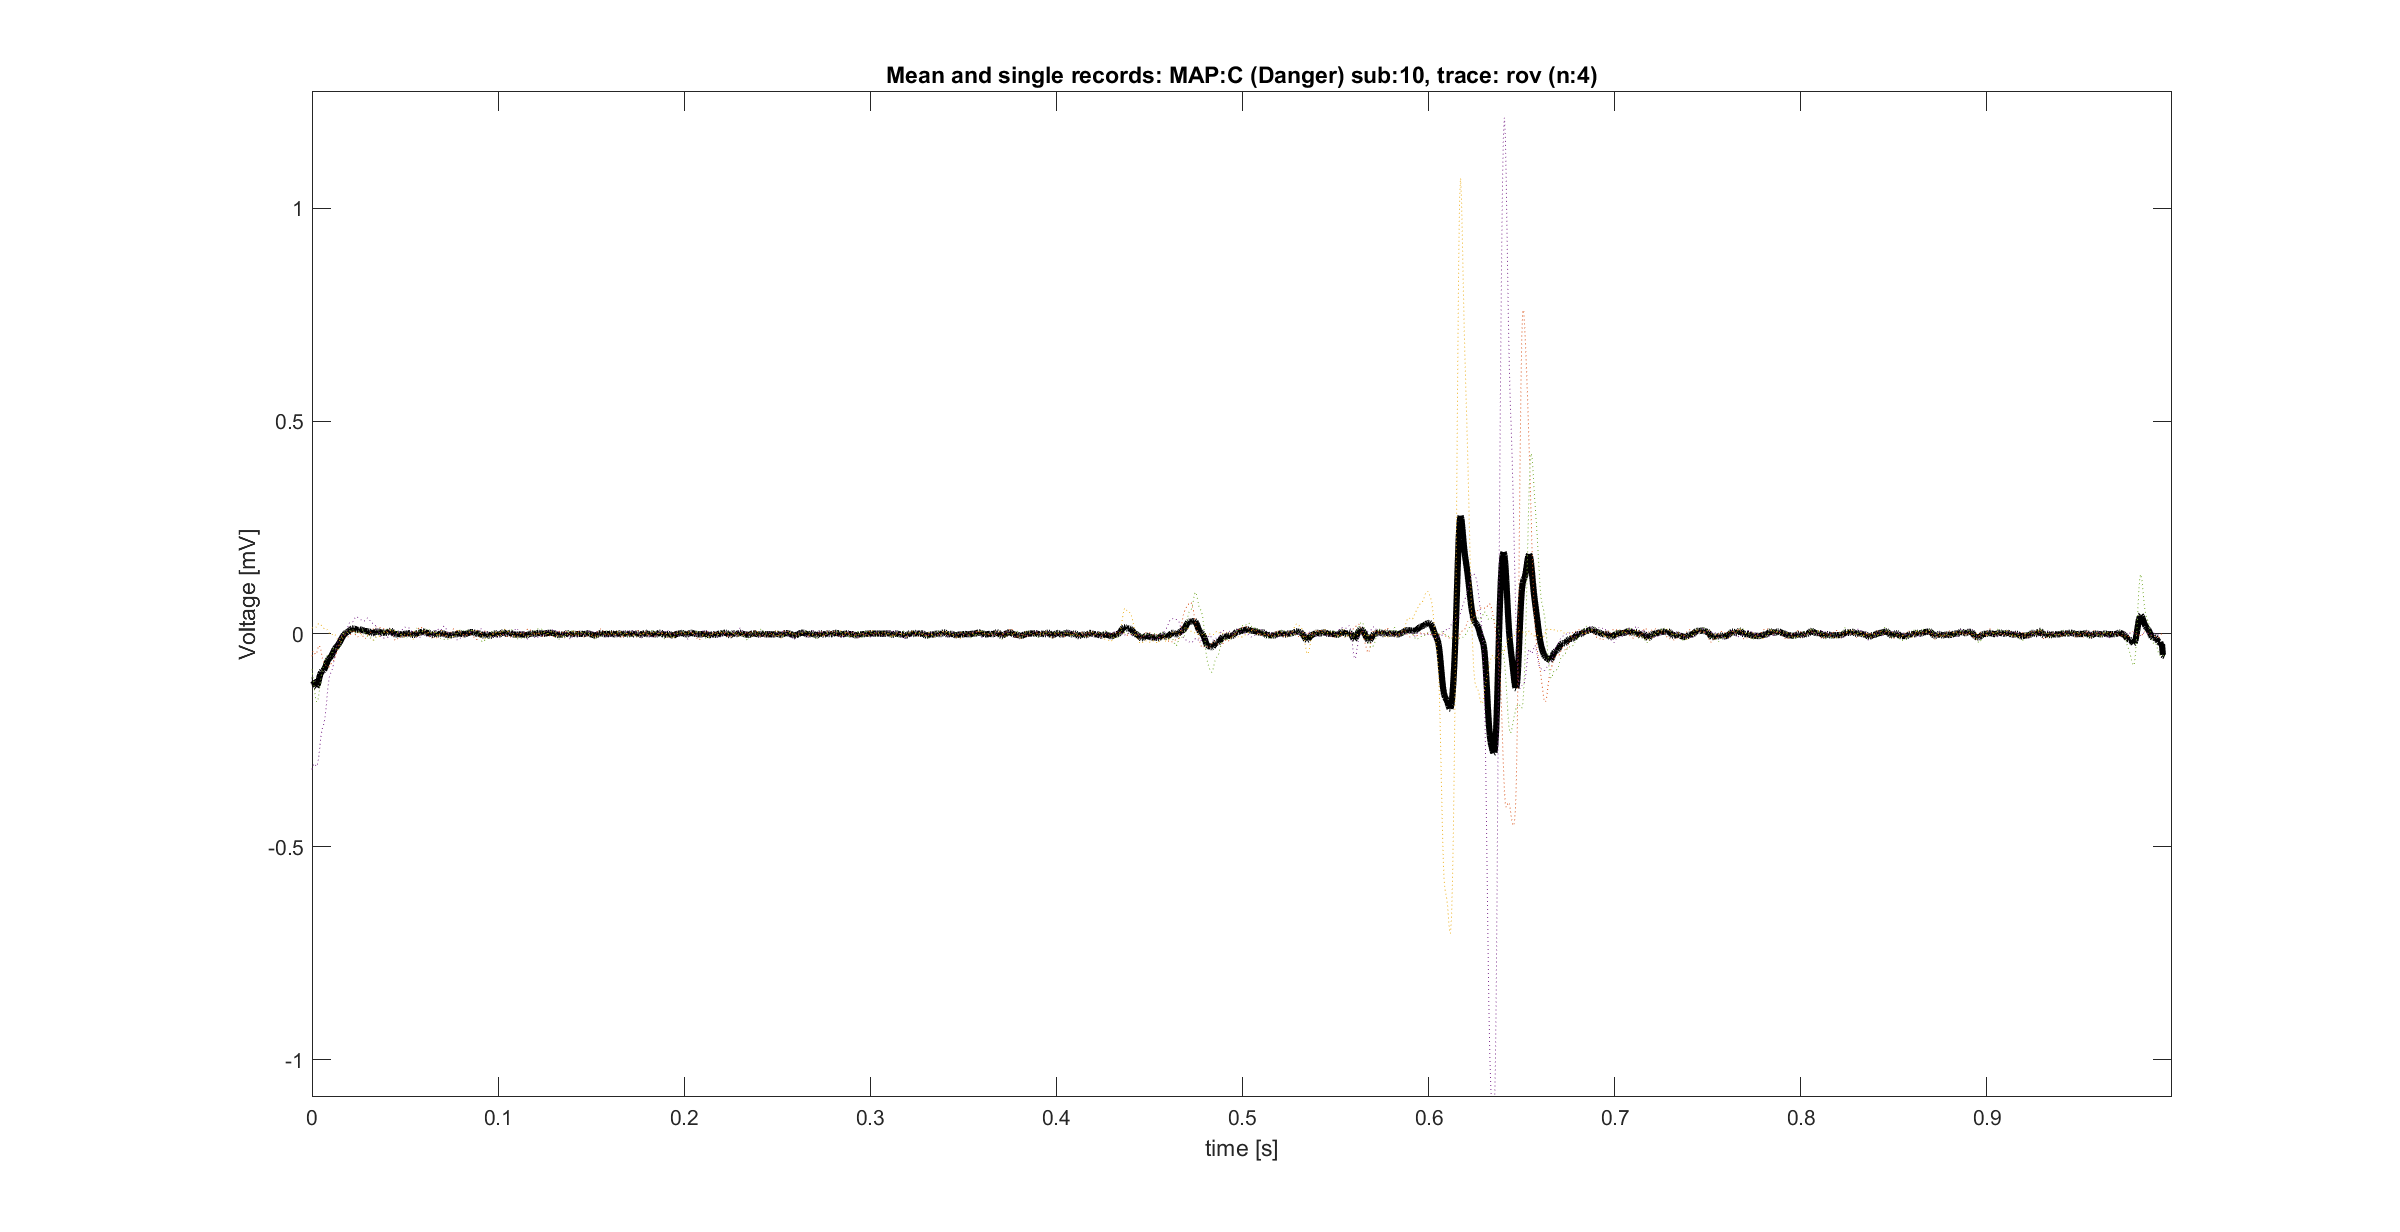 Mean and single records: MAP:C (Danger) sub:10, trace: rov (n:4)
1
0.5
0
-0.5
-1
Voltage [mV]
0 0.1 0.2 0.3 0.4 0.5 0.6 0.7 0.8 0.9
time [s]